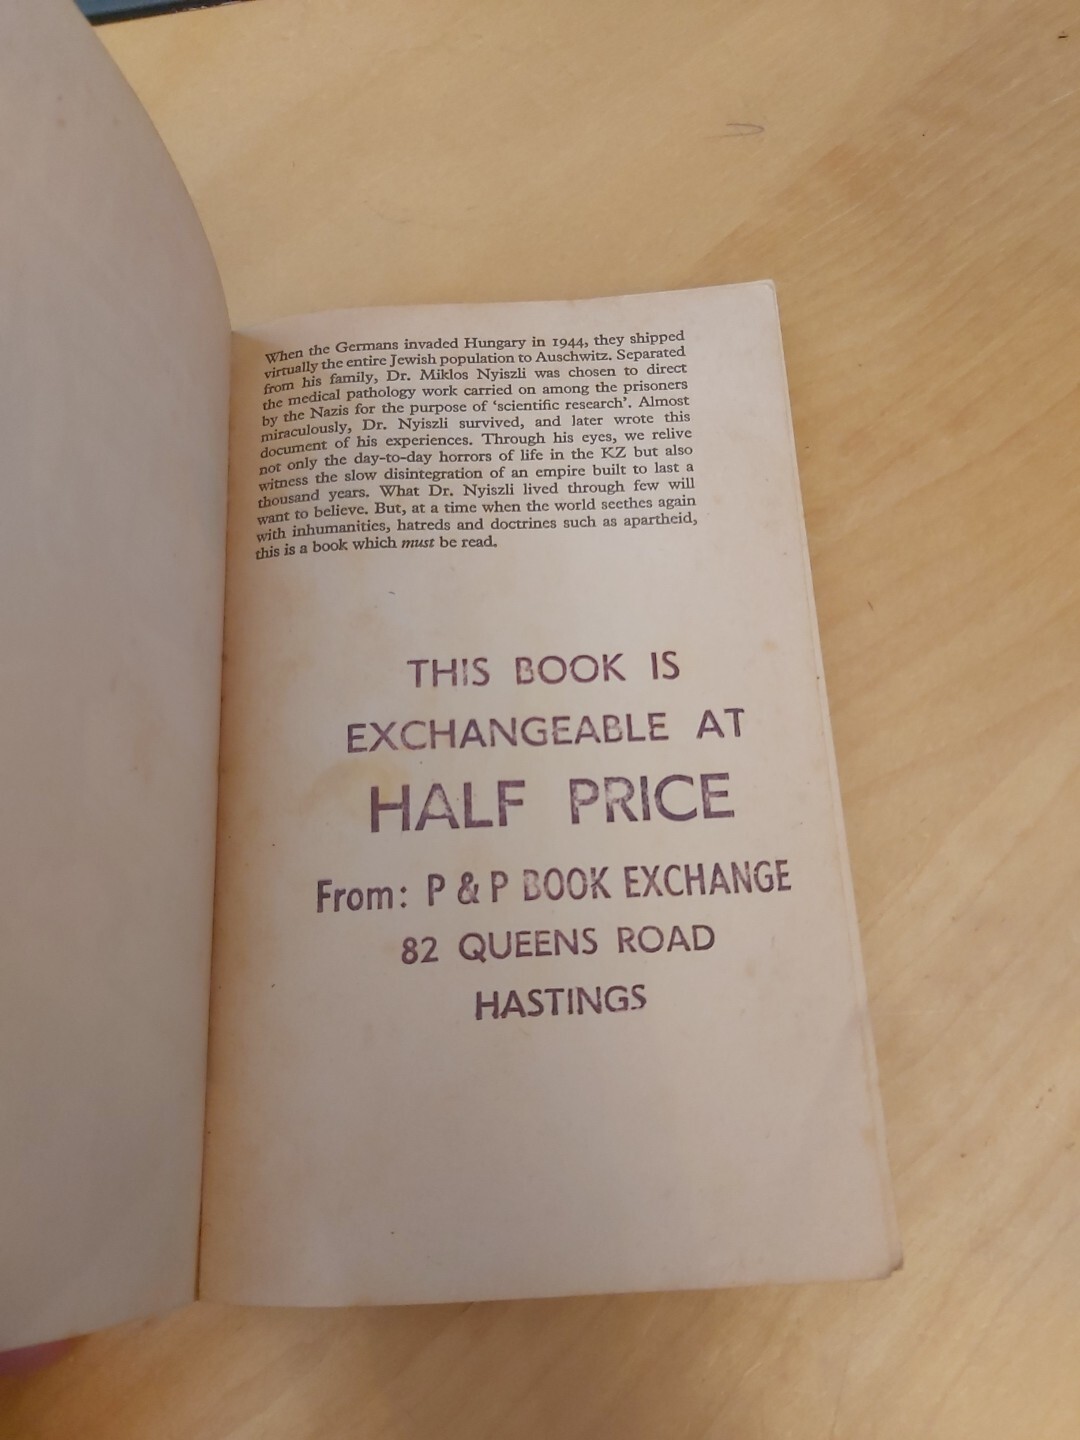 When the Germans invaded Hungary in 1944, they shipped
virtually the entire Jewish population to Auschwitz. Separated
from his family, Dr. Miklos Nyiszli was chosen to direct
the medical pathology work carried on among the prisoners
by the Nazis for the purpose of ‘scientific research’. Almost
miraculously, Dr. Nyiszli survived, and later wrote this
document of his experiences. Through his eyes, we relive
not only the day-to-day horrors of life in the KZ but also
witness the slow disintegration of an empire built to last a
thousand years. What Dr. Nyiszli lived through few will
want to believe. But, at a time when the world seethes again
with inhumanities, hatreds and doctrines such as apartheid,
this is a book which must be read.
THIS BOOK IS
EXCHANGEABLE AT
HALF PRICE
From: P & P BOOK EXCHANGE
82 QUEENS ROAD
HASTINGS